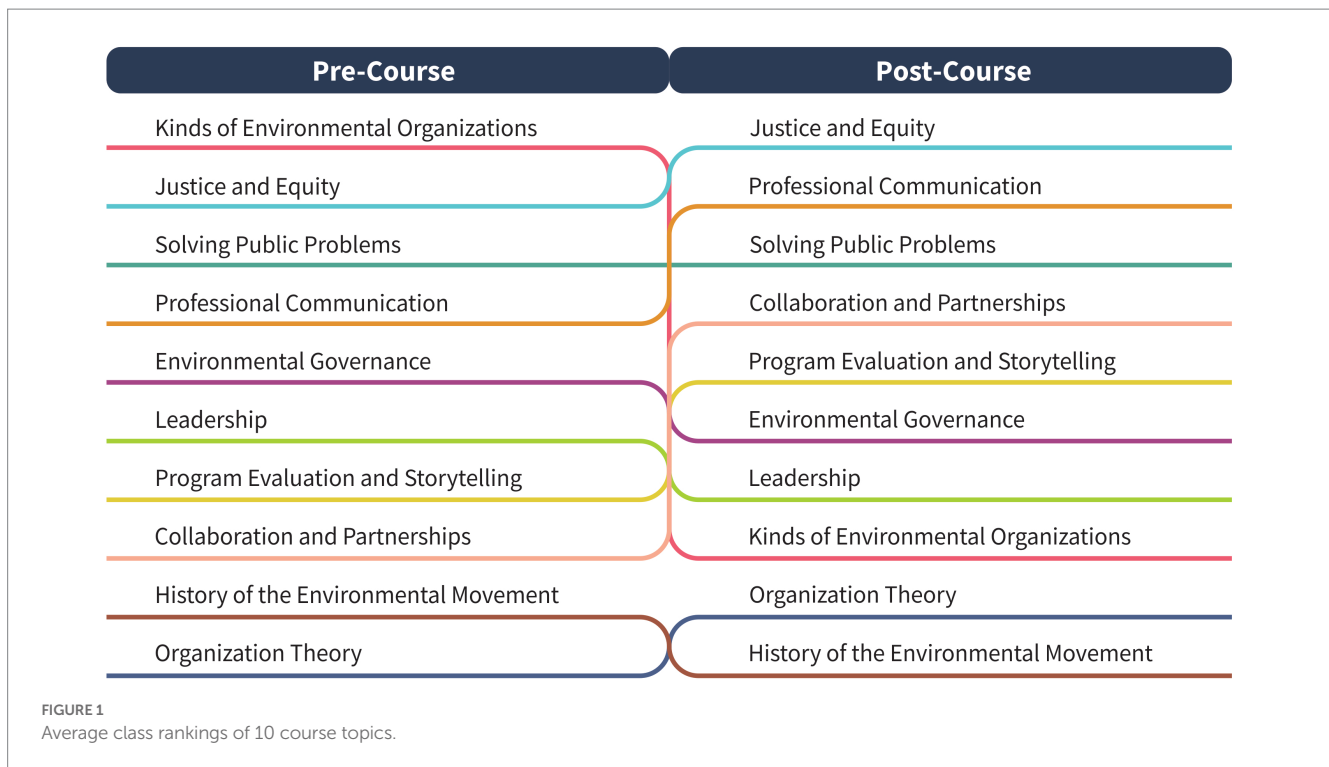 Pre-Course
Post-Course
Kinds of Environmental Organizations
Justice and Equity
Justice and Equity
Professional Communication
Solving Public Problems
Solving Public Problems
Professional Communication
Collaboration and Partnerships
Environmental Governance
Program Evaluation and Storytelling
Leadership
Environmental Governance
Program Evaluation and Storytelling
Leadership
Collaboration and Partnerships
Kinds of Environmental Organizations
History of the Environmental Movement
Organization Theory
Organization Theory
History of the Environmental Movement
FIGURE 1
Average class rankings of 10 course topics.